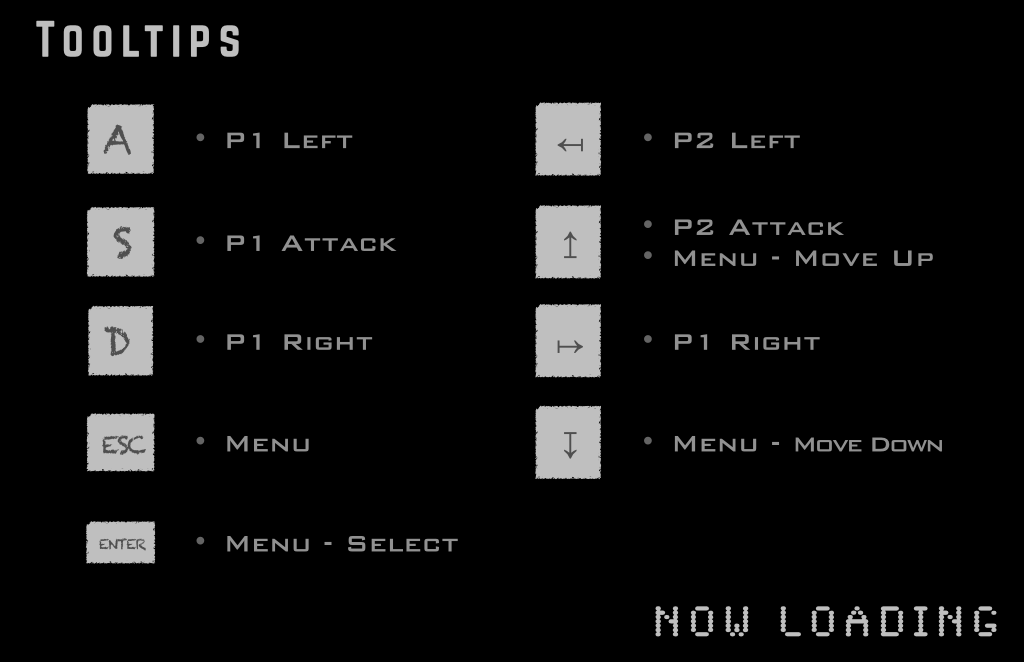 Tooltips
A
• P1 Left
S
• P1 Attack
D
• P1 Right
ESC
• Menu
ENTER
• Menu - Select
↤
• P2 Left
↥
• P2 Attack
• Menu - Move Up
↦
• P1 Right
↧
• Menu - Move Down
NOW LOADING